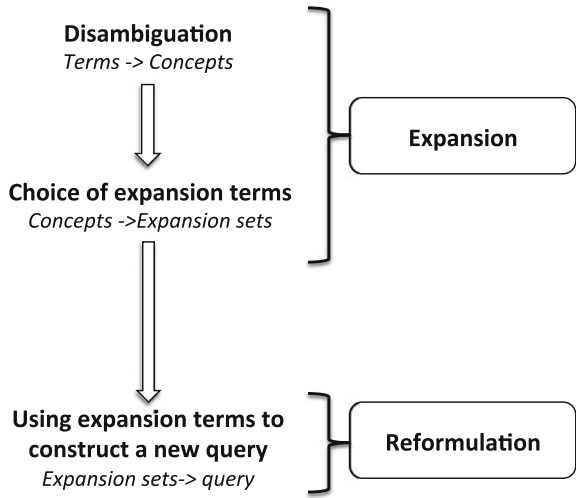 Disambiguation
Terms -> Concepts
Expansion
Choice of expansion terms
Concepts ->Expansion sets
Using expansion terms to
construct a new query
Expansion sets-> query
Reformulation